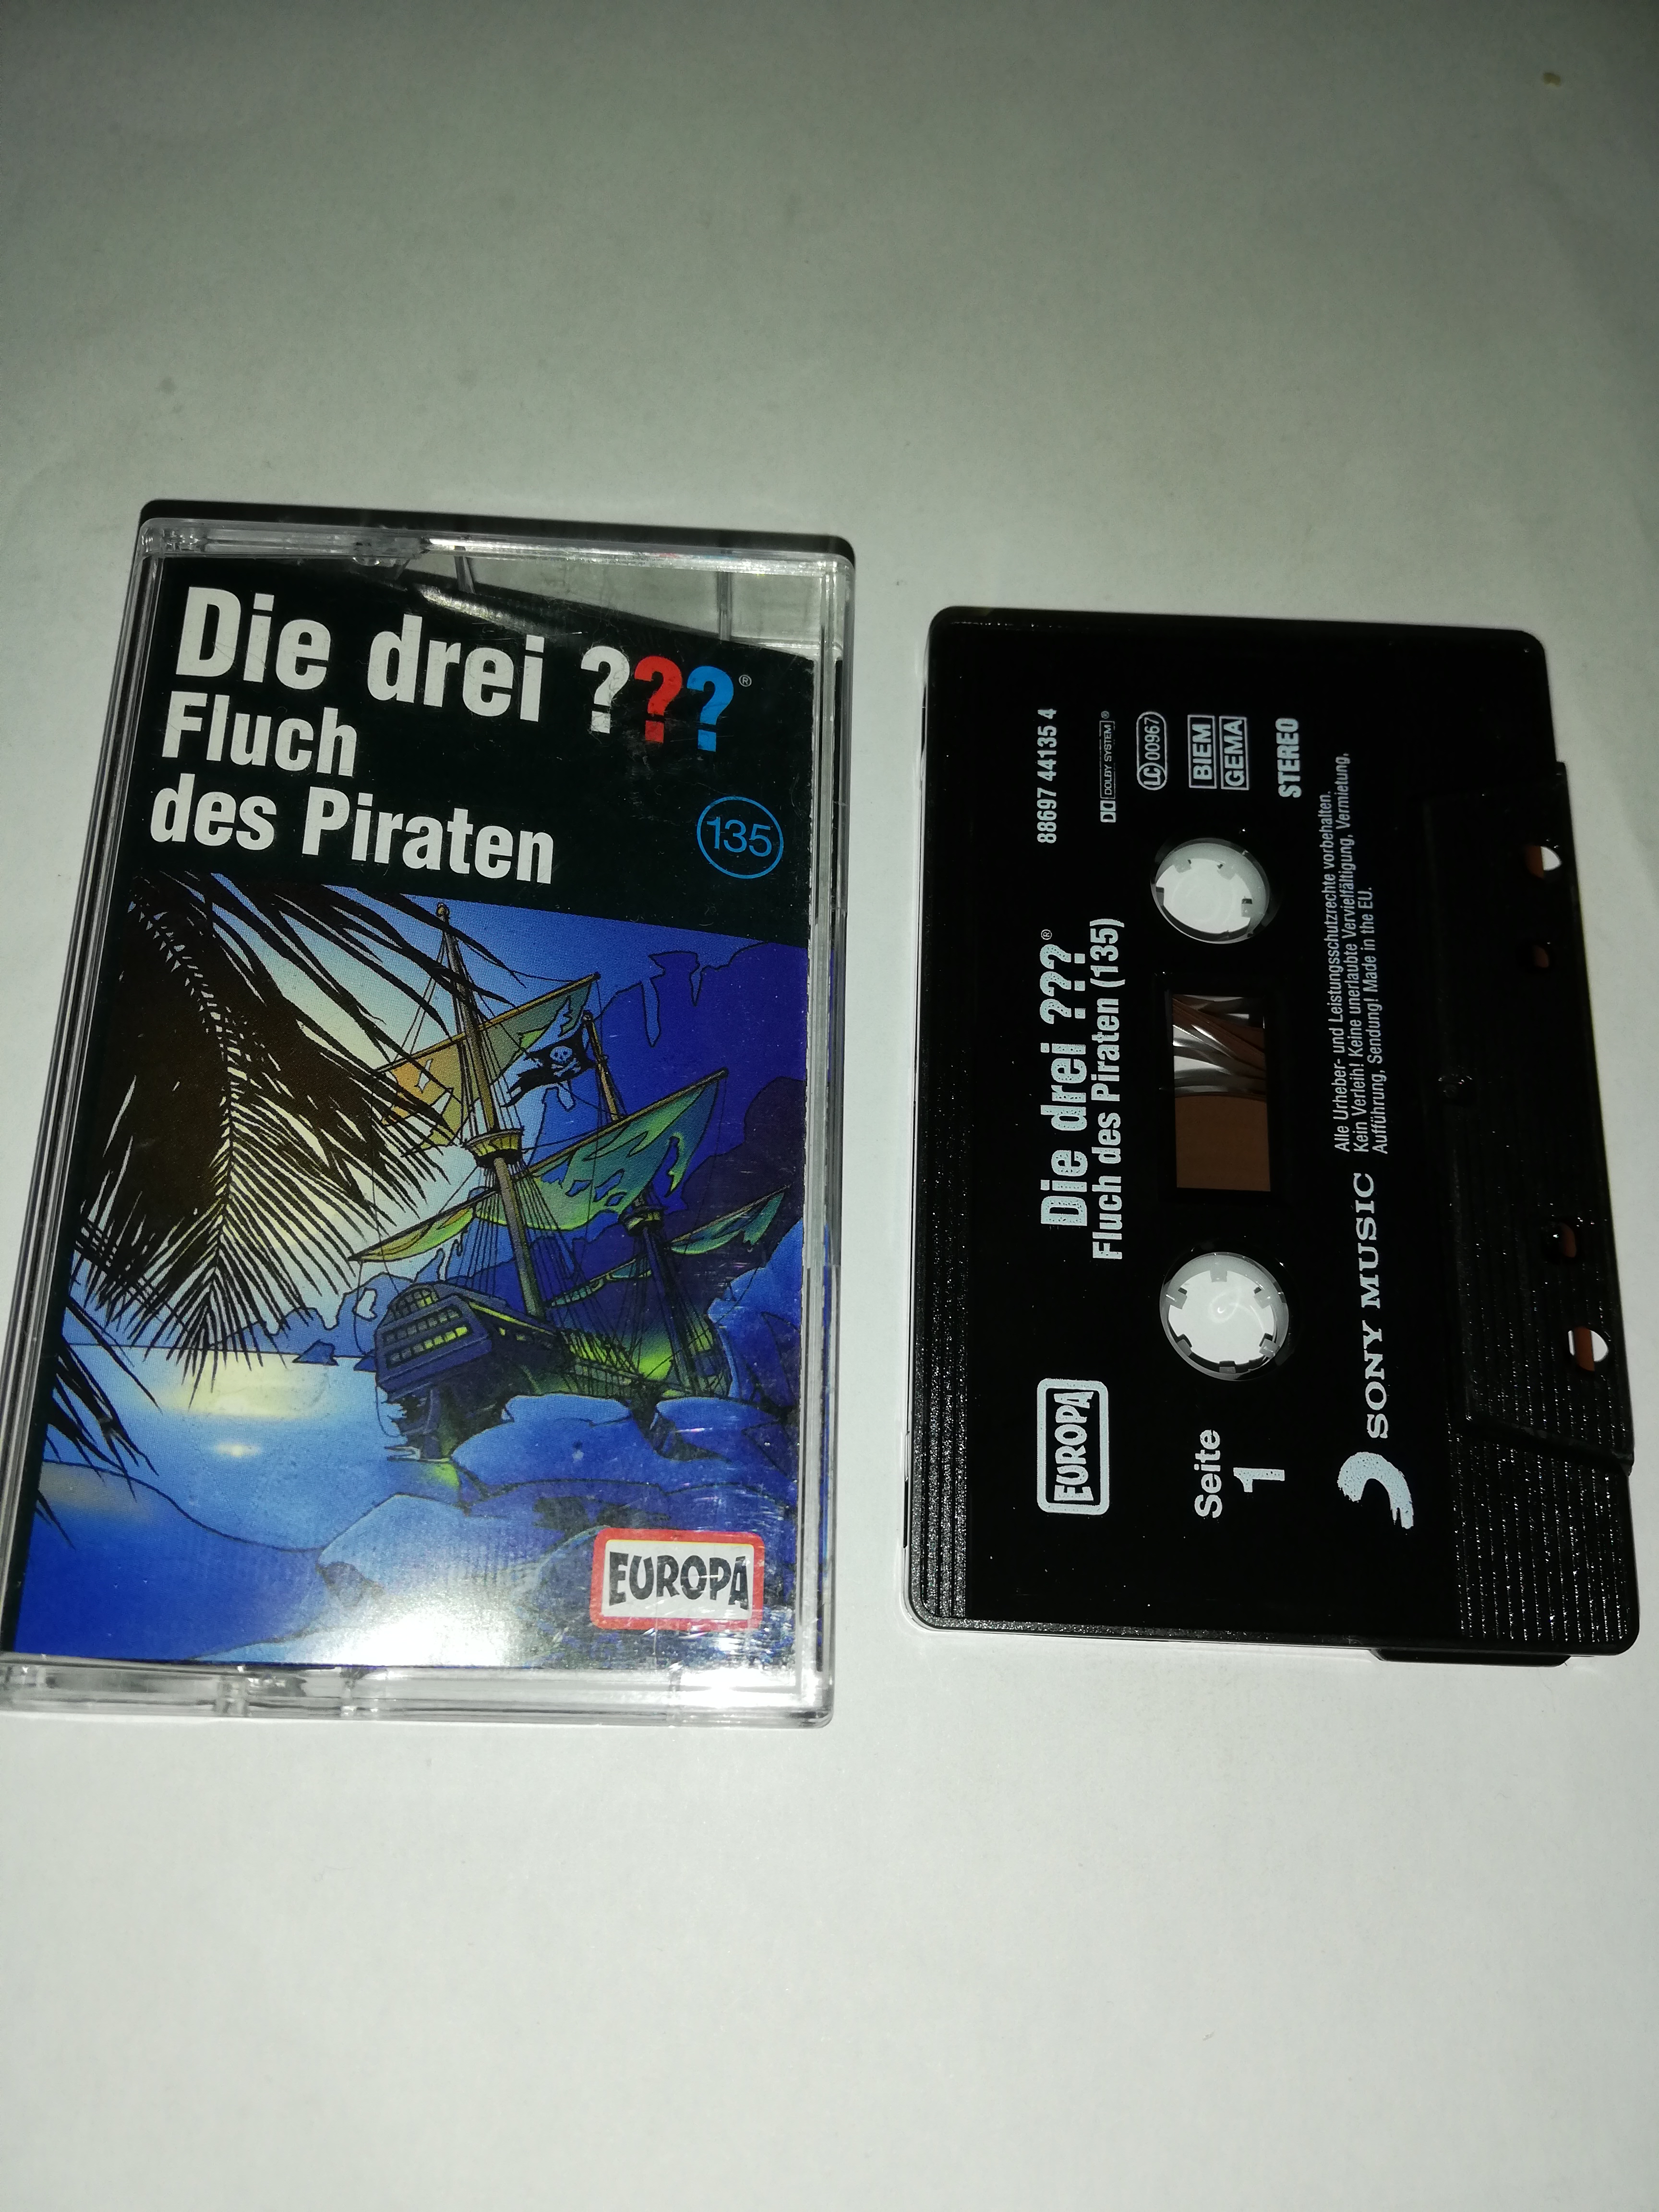 Die drei ???®
Fluch
des Piraten
135
EUROPA
EUROPA
Die drei ???®
Fluch des Piraten (135)
88697 44135 4
DOLBY SYSTEM®
LC 00967
BIEM
GEMA
STEREO
Seite
1
SONY MUSIC
Alle Urheber- und Leistungsschutzrechte vorbehalten.
Kein Verleih! Keine unerlaubte Vervielfältigung, Vermietung,
Aufführung, Sendung! Made in the EU.